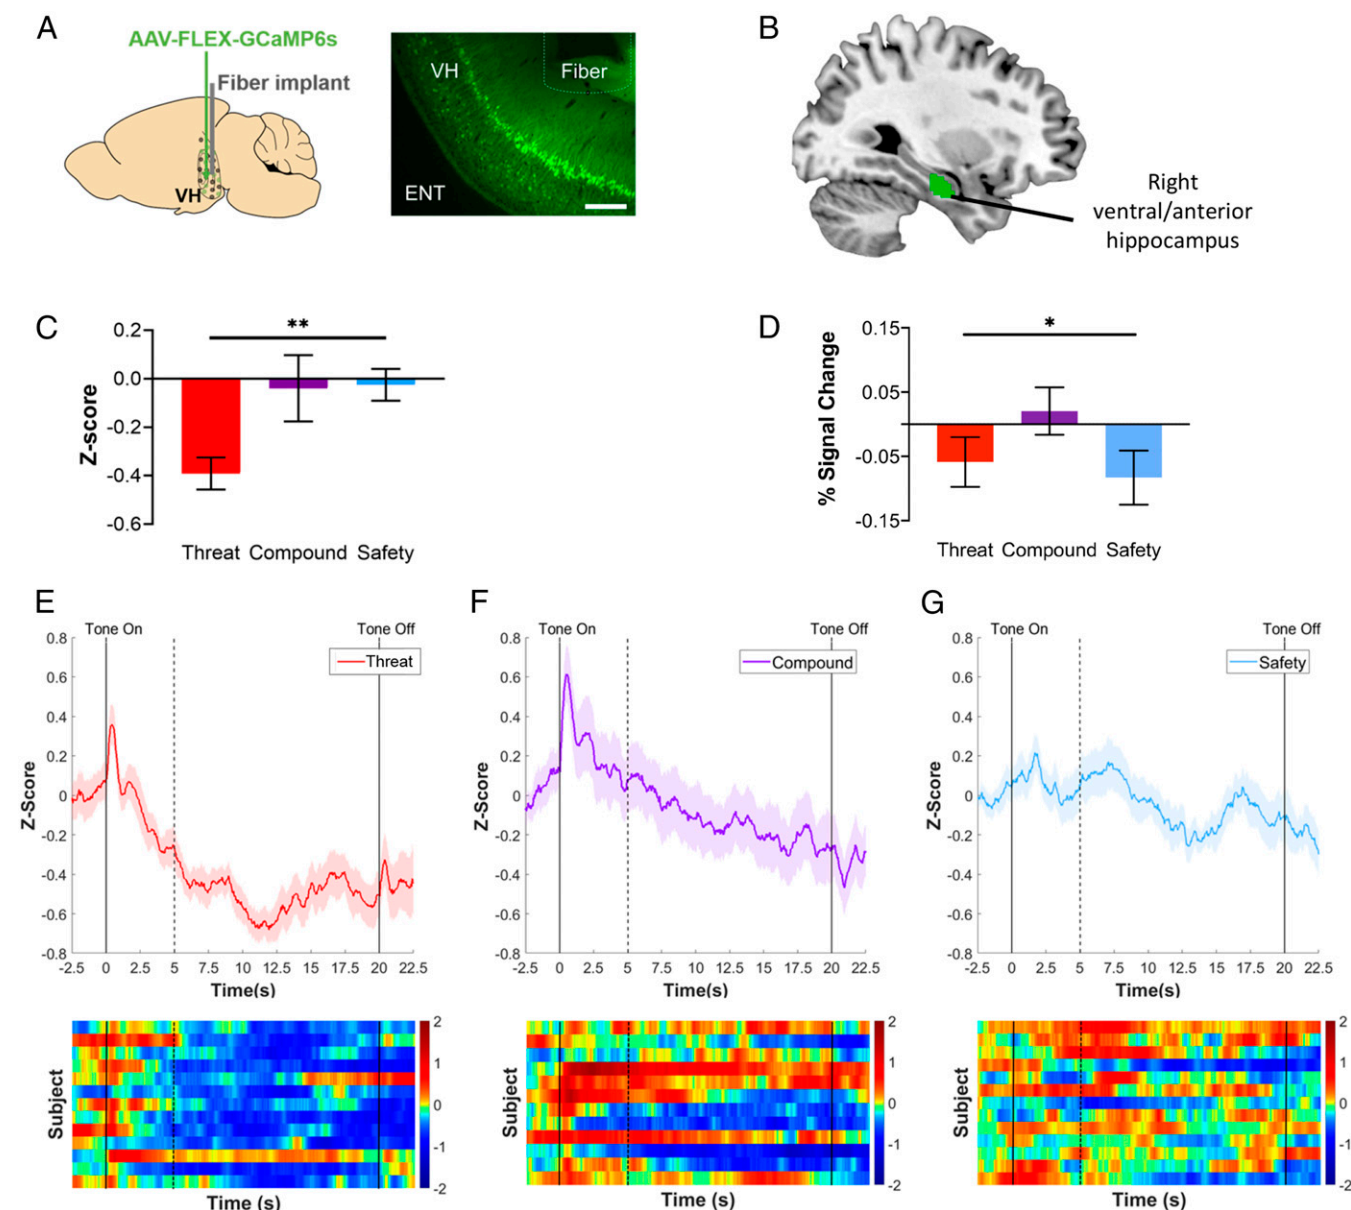 A
AAV-FLEX-GCaMP6s
Fiber implant
VH
VH
Fiber
ENT
B
Right
ventral/anterior
hippocampus
C
**
0.2
0.0
-0.2
-0.4
-0.6
Z-score
Threat Compound Safety
D
*
0.15
0.05
-0.05
-0.15
% Signal Change
Threat Compound Safety
E
Tone On Tone Off
Threat
0.8
0.6
0.4
0.2
0
-0.2
-0.4
-0.6
-0.8
Z-Score
-2.5 0 2.5 5 7.5 10 12.5 15 17.5 20 22.5
Time(s)
F
Tone On Tone Off
Compound
0.8
0.6
0.4
0.2
0
-0.2
-0.4
-0.6
-0.8
Z-Score
-2.5 0 2.5 5 7.5 10 12.5 15 17.5 20 22.5
Time(s)
G
Tone On Tone Off
Safety
0.8
0.6
0.4
0.2
0
-0.2
-0.4
-0.6
-0.8
Z-Score
-2.5 0 2.5 5 7.5 10 12.5 15 17.5 20 22.5
Time(s)
Subject
2
1
0
-1
-2
Time (s)
Subject
2
1
0
-1
-2
Time (s)
Subject
2
1
0
-1
-2
Time (s)